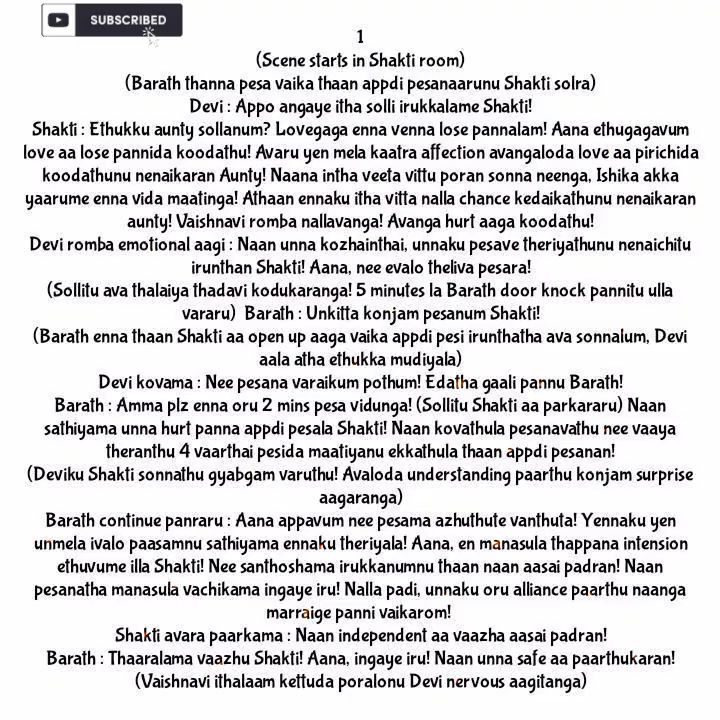 SUBSCRIBED
1
(Scene starts in Shakti room)
(Barath thanna pesa vaika thaan appdi pesanaarunu Shakti solra)
Devi : Appo angaye itha solli irukkalame Shakti!
Shakti : Ethukku aunty sollanum? Lovegaga enna venna lose pannalam! Aana ethugagavum
love aa lose pannida koodathu! Avaru yen mela kaatra affection avangaloda love aa pirichida
koodathunu nenaikaran Aunty! Naana intha veeta vittu poran sonna neenga, Ishika akka
yaarume enna vida maatinga! Athaan ennaku itha vitta nalla chance kedaikathunu nenaikaran
aunty! Vaishnavi romba nallavanga! Avanga hurt aaga koodathu!
Devi romba emotional aagi : Naan unna kozhainthai, unnaku pesave theriyathunu nenaichitu
irunthan Shakti! Aana, nee evalo theliva pesara!
(Sollitu ava thalaiya thadavi kodukaranga! 5 minutes la Barath door knock pannitu ulla
vararu) Barath : Unkitta konjam pesanum Shakti!
(Barath enna thaan Shakti aa open up aaga vaika appdi pesi irunthatha ava sonnalum, Devi
aala atha ethukka mudiyala)
Devi kovama : Nee pesana varaikum pothum! Edatha gaali pannu Barath!
Barath : Amma plz enna oru 2 mins pesa vidunga! (Sollitu Shakti aa parkararu) Naan
sathiyama unna hurt panna appdi pesala Shakti! Naan kovathula pesanavathu nee vaaya
theranthu 4 vaarthai pesida maatiyanu ekkathula thaan appdi pesanan!
(Deviku Shakti sonnathu gyabgam varuthu! Avaloda understanding paarthu konjam surprise
aagaranga)
Barath continue panraru : Aana appavum nee pesama azhuthute vanthuta! Yennaku yen
unmela ivalo paasamnu sathiyama ennaku theriyala! Aana, en manasula thappana intension
ethuvume illa Shakti! Nee santhoshama irukkanumnu thaan naan aasai padran! Naan
pesanatha manasula vachikama ingaye iru! Nalla padi, unnaku oru alliance paarthu naanga
marraige panni vaikarom!
Shakti avara paarkama : Naan independent aa vaazha aasai padran!
Barath : Thaaralama vaazhu Shakti! Aana, ingaye iru! Naan unna safe aa paarthukaran!
(Vaishnavi ithalaam kettuda poralonu Devi nervous aagitanga)